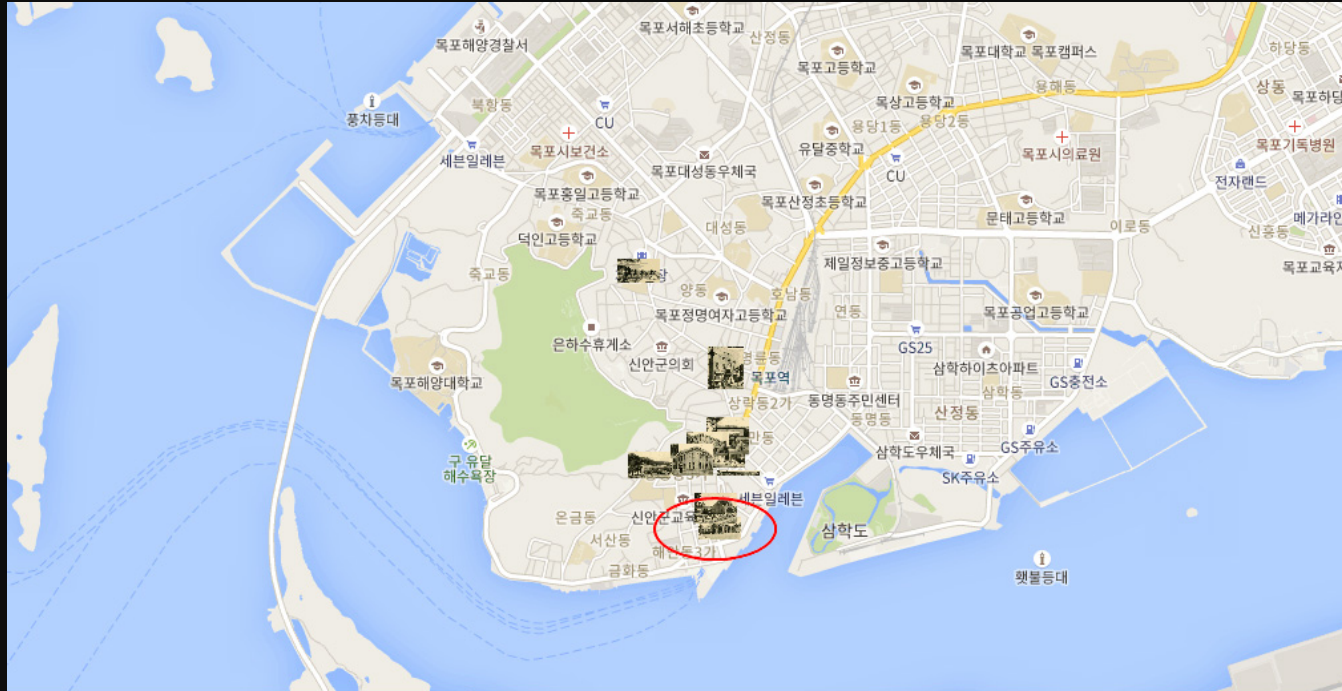 목포서해초등학교
산정동
목포해양경찰서
목포고등학교
목포대학교 목포캠퍼스
하당동
상동
목포하당
용해동
목상고등학교
북항동
풍차등대
CU
용당1동
용당2동
목포시보건소
세븐일레븐
목포대성동우체국
유달중학교
CU
목포시의료원
목포기독병원
전자랜드
목포홍일고등학교
목포산정초등학교
죽교동
대성동
문태고등학교
이로동
메가라인
신흥동
덕인고등학교
죽교동
제일정보중고등학교
목포교육지
양동
호남동
목포정명여자고등학교
연동
목포공업고등학교
은하수휴게소
신안군의회
GS25
삼학하이츠아파트
목포해양대학교
목포역
동명동주민센터
GS충전소
삼학동
상락동2가
동명동
산정동
삼학도우체국
GS주유소
구 유달
해수욕장
SK주유소
세븐일레븐
온금동
신안군교육
서산동
삼학도
해안동3가
금화동
횃불등대